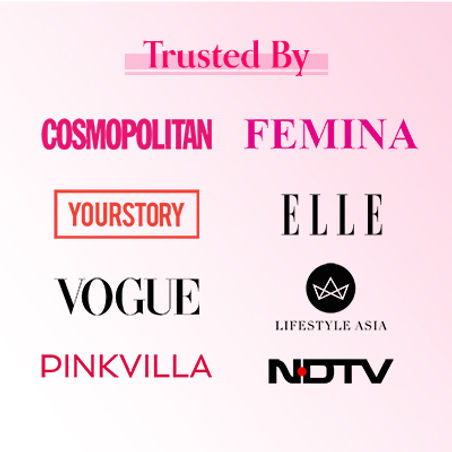 Trusted By
COSMOPOLITAN
FEMINA
YOURSTORY
ELLE
VOGUE
LIFESTYLE ASIA
PINKVILLA
NDTV